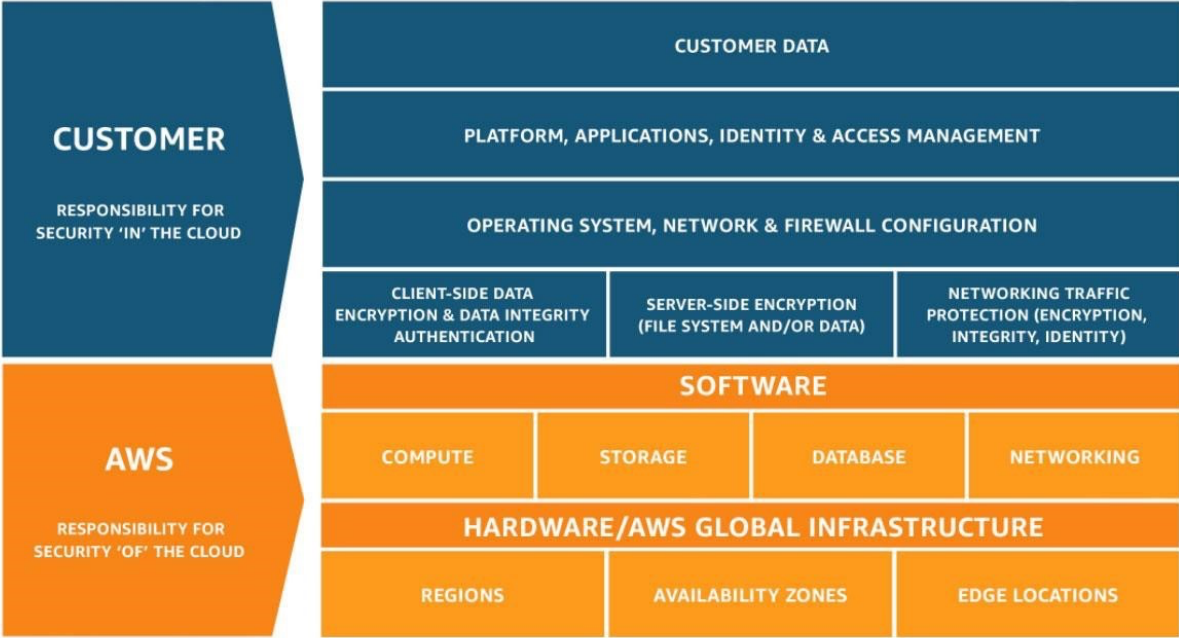 CUSTOMER
RESPONSIBILITY FOR
SECURITY ‘IN’ THE CLOUD
CUSTOMER DATA
PLATFORM, APPLICATIONS, IDENTITY & ACCESS MANAGEMENT
OPERATING SYSTEM, NETWORK & FIREWALL CONFIGURATION
CLIENT-SIDE DATA
ENCRYPTION & DATA INTEGRITY
AUTHENTICATION
SERVER-SIDE ENCRYPTION
(FILE SYSTEM AND/OR DATA)
NETWORKING TRAFFIC
PROTECTION (ENCRYPTION,
INTEGRITY, IDENTITY)
AWS
RESPONSIBILITY FOR
SECURITY ‘OF’ THE CLOUD
SOFTWARE
COMPUTE
STORAGE
DATABASE
NETWORKING
HARDWARE/AWS GLOBAL INFRASTRUCTURE
REGIONS
AVAILABILITY ZONES
EDGE LOCATIONS